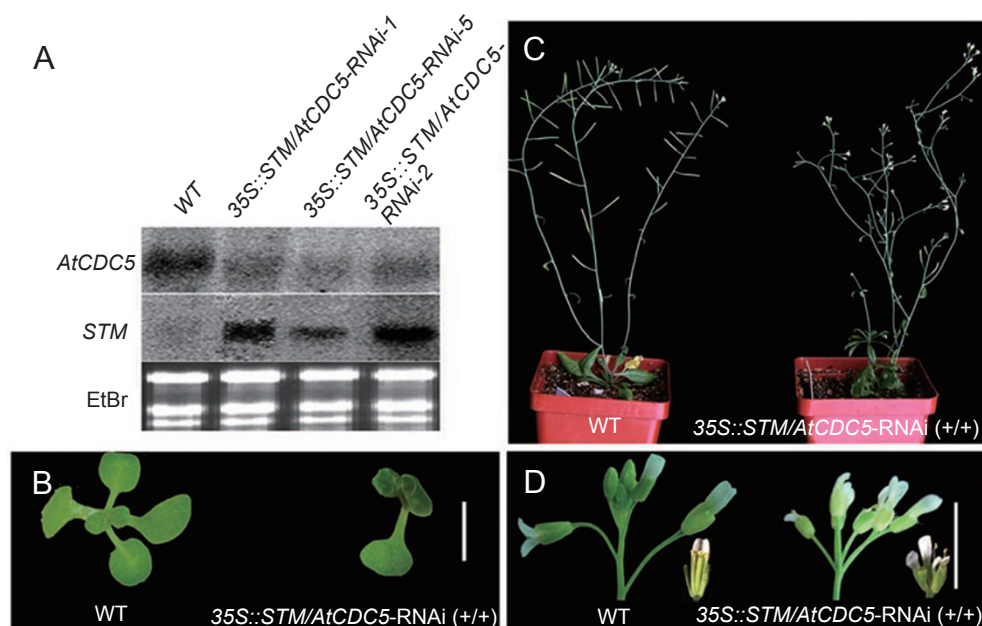 A
WT
35S::STM/AtCDC5-RNAi-1
35S::STM/AtCDC5-RNAi-5
35S::STM/AtCDC5-
RNAi-2
AtCDC5
STM
EtBr
B
WT
35S::STM/AtCDC5-RNAi (+/+)
C
WT
35S::STM/AtCDC5-RNAi (+/+)
D
WT
35S::STM/AtCDC5-RNAi (+/+)